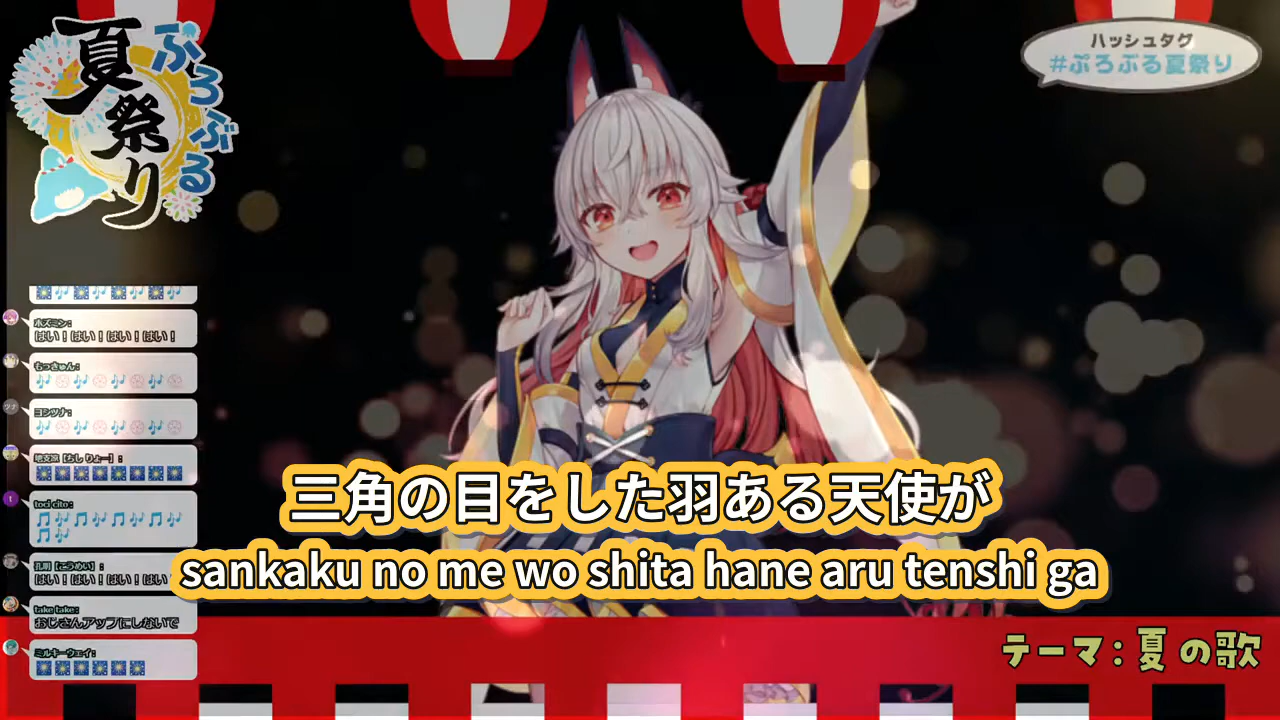 ぷろぷる
夏祭り
ハッシュタグ
#ぷろぷる夏祭り
ホズミン:
はい！はい！はい！はい！
もっさゅん:
ヨシツナ:
toci cito:
孔明【こうめい】:
はい！はい！はい！はい
take take:
おじさんアップにしないで
ミルキーウェイ:
三角の目をした羽ある天使が
sankaku no me wo shita hane aru tenshi ga
テーマ:夏の歌